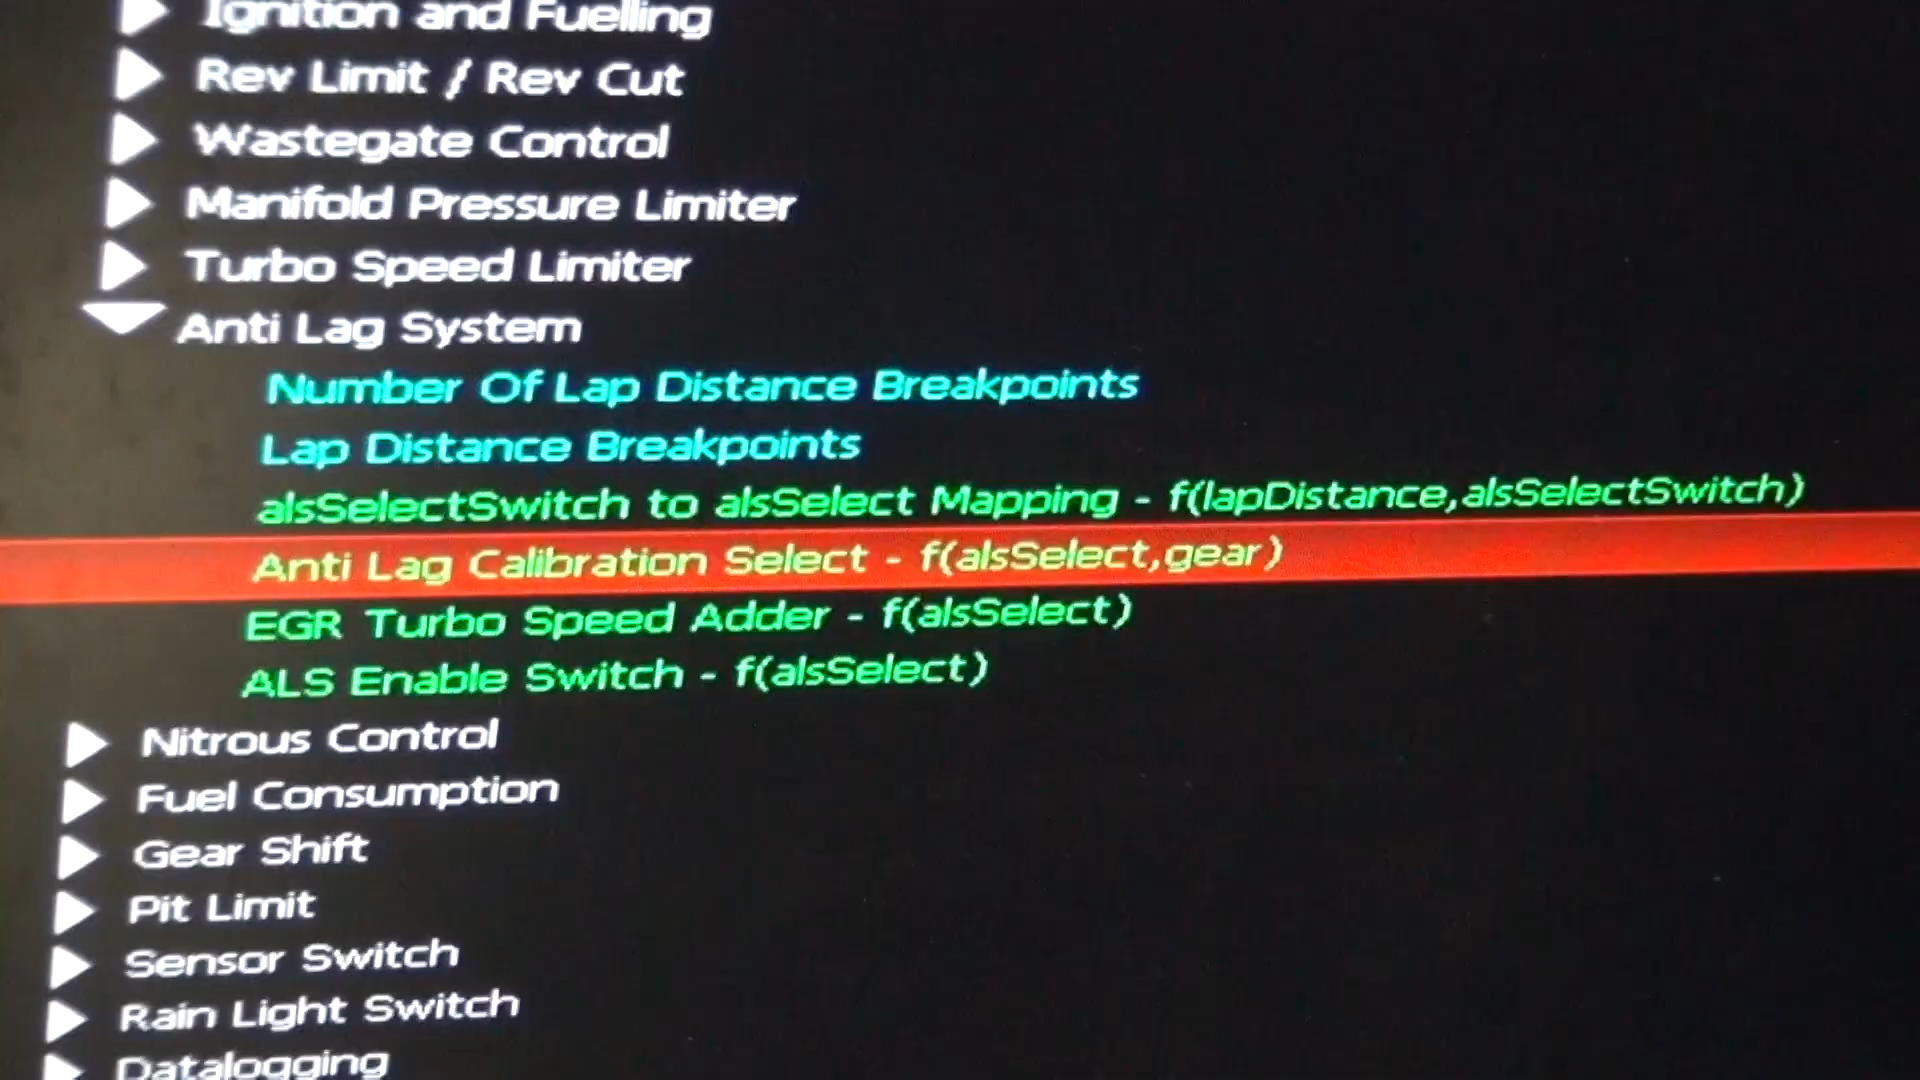 Ignition and Fuelling
Rev Limit / Rev Cut
Wastegate Control
Manifold Pressure Limiter
Turbo Speed Limiter
Anti Lag System
Number Of Lap Distance Breakpoints
Lap Distance Breakpoints
alsSelectSwitch to alsSelect Mapping - f(lapDistance,alsSelectSwitch)
Anti Lag Calibration Select - f(alsSelect,gear)
EGR Turbo Speed Adder - f(alsSelect)
ALS Enable Switch - f(alsSelect)
Nitrous Control
Fuel Consumption
Gear Shift
Pit Limit
Sensor Switch
Rain Light Switch
Datalogging